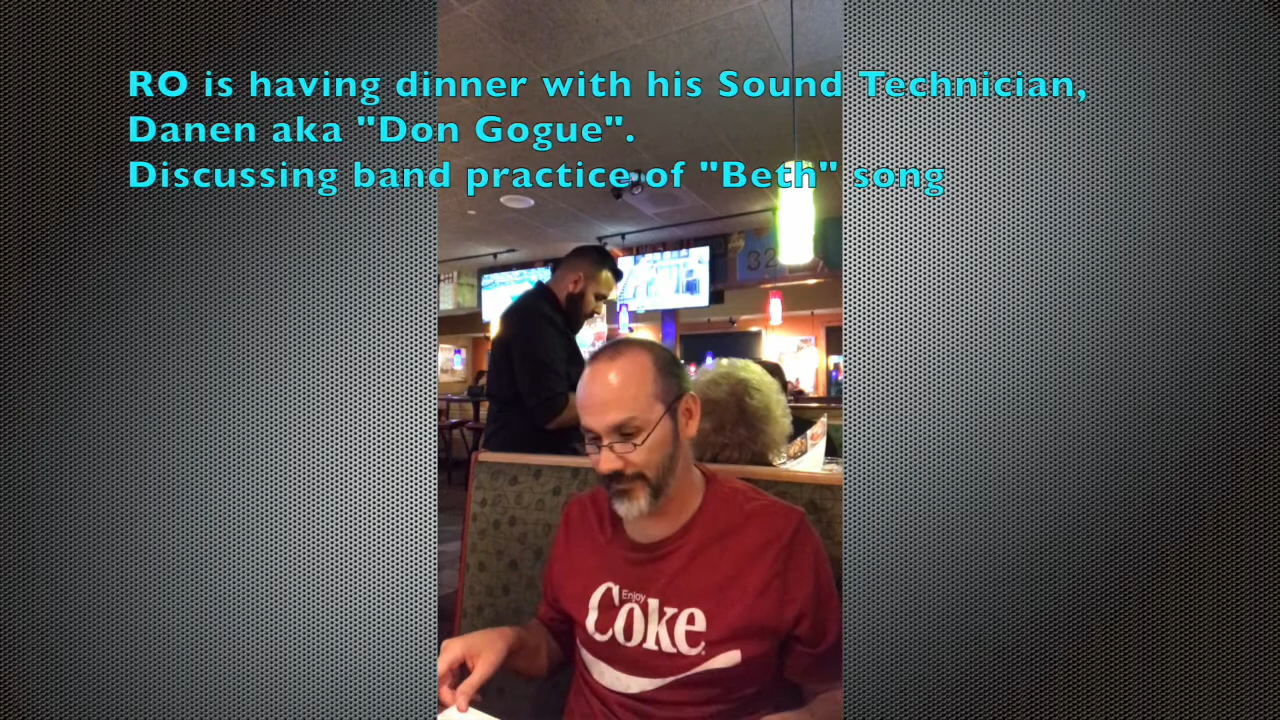 RO is having dinner with his Sound Technician,
Danen aka "Don Gogue".
Discussing band practice of "Beth" song
32
Enjoy
Coke